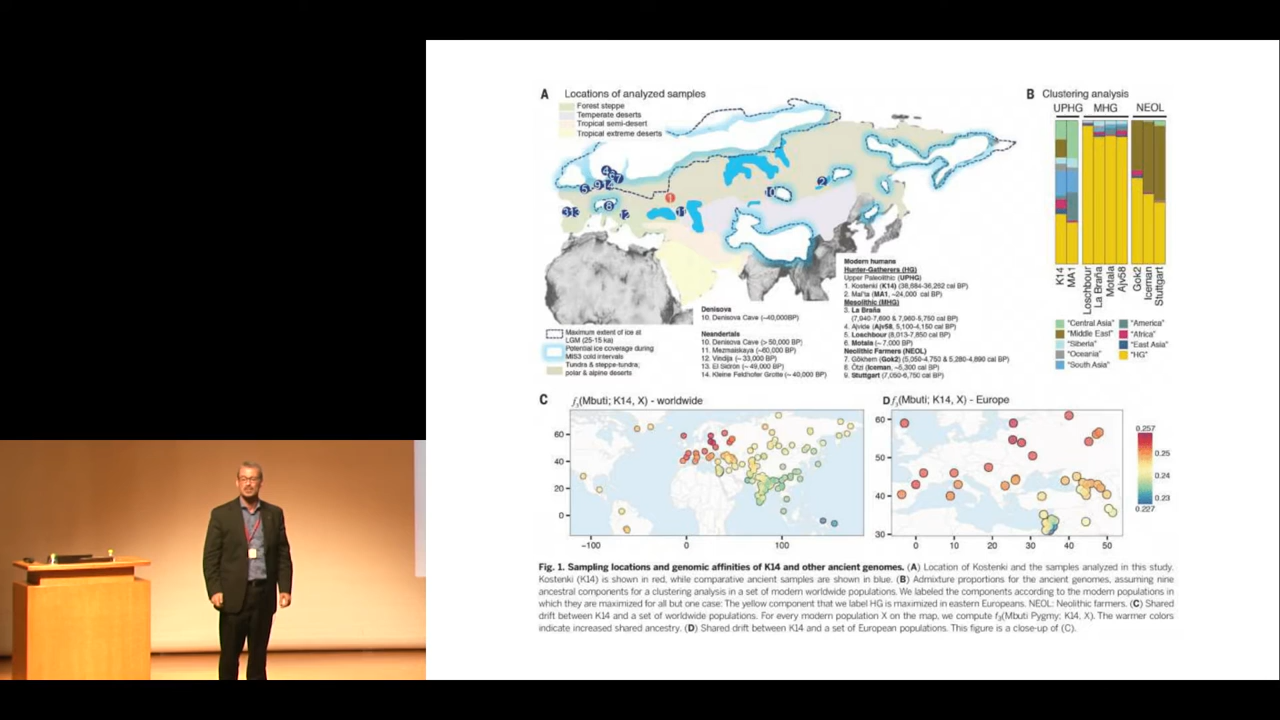 A Locations of analyzed samples
Forest steppe
Temperate deserts
Tropical semi-desert
Tropical extreme deserts
Maximum extent of ice at
LGM (25-15 ka)
Potential ice coverage during
MIS3 cold intervals
Tundra & steppe-tundra;
polar & alpine deserts
Denisova
10. Denisova Cave (~40,000BP)
Neandertals
10. Denisova Cave (> 50,000 BP)
11. Mezmaiskaya (~60,000 BP)
12. Vindija (~ 33,000 BP)
13. El Sidrón (~ 49,000 BP)
14. Kleine Feldhofer Grotte (~ 40,000 BP)
Modern humans
Hunter-Gatherers (HG)
Upper Paleolithic (UPHG)
1. Kostenki (K14) (38,684-36,262 cal BP)
2. Mal'ta (MA1, ~24,000 cal BP)
Mesolithic (MHG)
3. La Braña
(7,940-7,690 & 7,960-5,750 cal BP)
4. Ajvide (Ajv58, 5,100-4,150 cal BP)
5. Loschbour (8,013-7,850 cal BP)
6. Motala (~ 7,000 BP)
Neolithic Farmers (NEOL)
7. Gökhem (Gok2) (5,050-4,750 & 5,280-4,890 cal BP)
8. Ötzi (Iceman, ~5,300 cal BP)
9. Stuttgart (7,050-6,750 cal BP)
B Clustering analysis
UPHG MHG NEOL
K14 MA1 Loschbour La Braña Motala Ajv58 Gok2 Iceman Stuttgart
"Central Asia" "America"
"Middle East" "Africa"
"Siberia" "East Asia"
"Oceania" "HG"
"South Asia"
C f3(Mbuti; K14, X) - worldwide
60
40
20
0
−100 0 100
D f3(Mbuti; K14, X) - Europe
60
50
40
30
0 10 20 30 40 50
0.257
0.25
0.24
0.23
0.227
Fig. 1. Sampling locations and genomic affinities of K14 and other ancient genomes. (A) Location of Kostenki and the samples analyzed in this study.
Kostenki (K14) is shown in red, while comparative ancient samples are shown in blue. (B) Admixture proportions for the ancient genomes, assuming nine
ancestral components for a clustering analysis in a set of modern worldwide populations. We labeled the components according to the modern populations in
which they are maximized for all but one case: The yellow component that we label HG is maximized in eastern Europeans. NEOL: Neolithic farmers. (C) Shared
drift between K14 and a set of worldwide populations. For every modern population X on the map, we compute f3(Mbuti Pygmy; K14, X). The warmer colors
indicate increased shared ancestry. (D) Shared drift between K14 and a set of European populations. This figure is a close-up of (C).